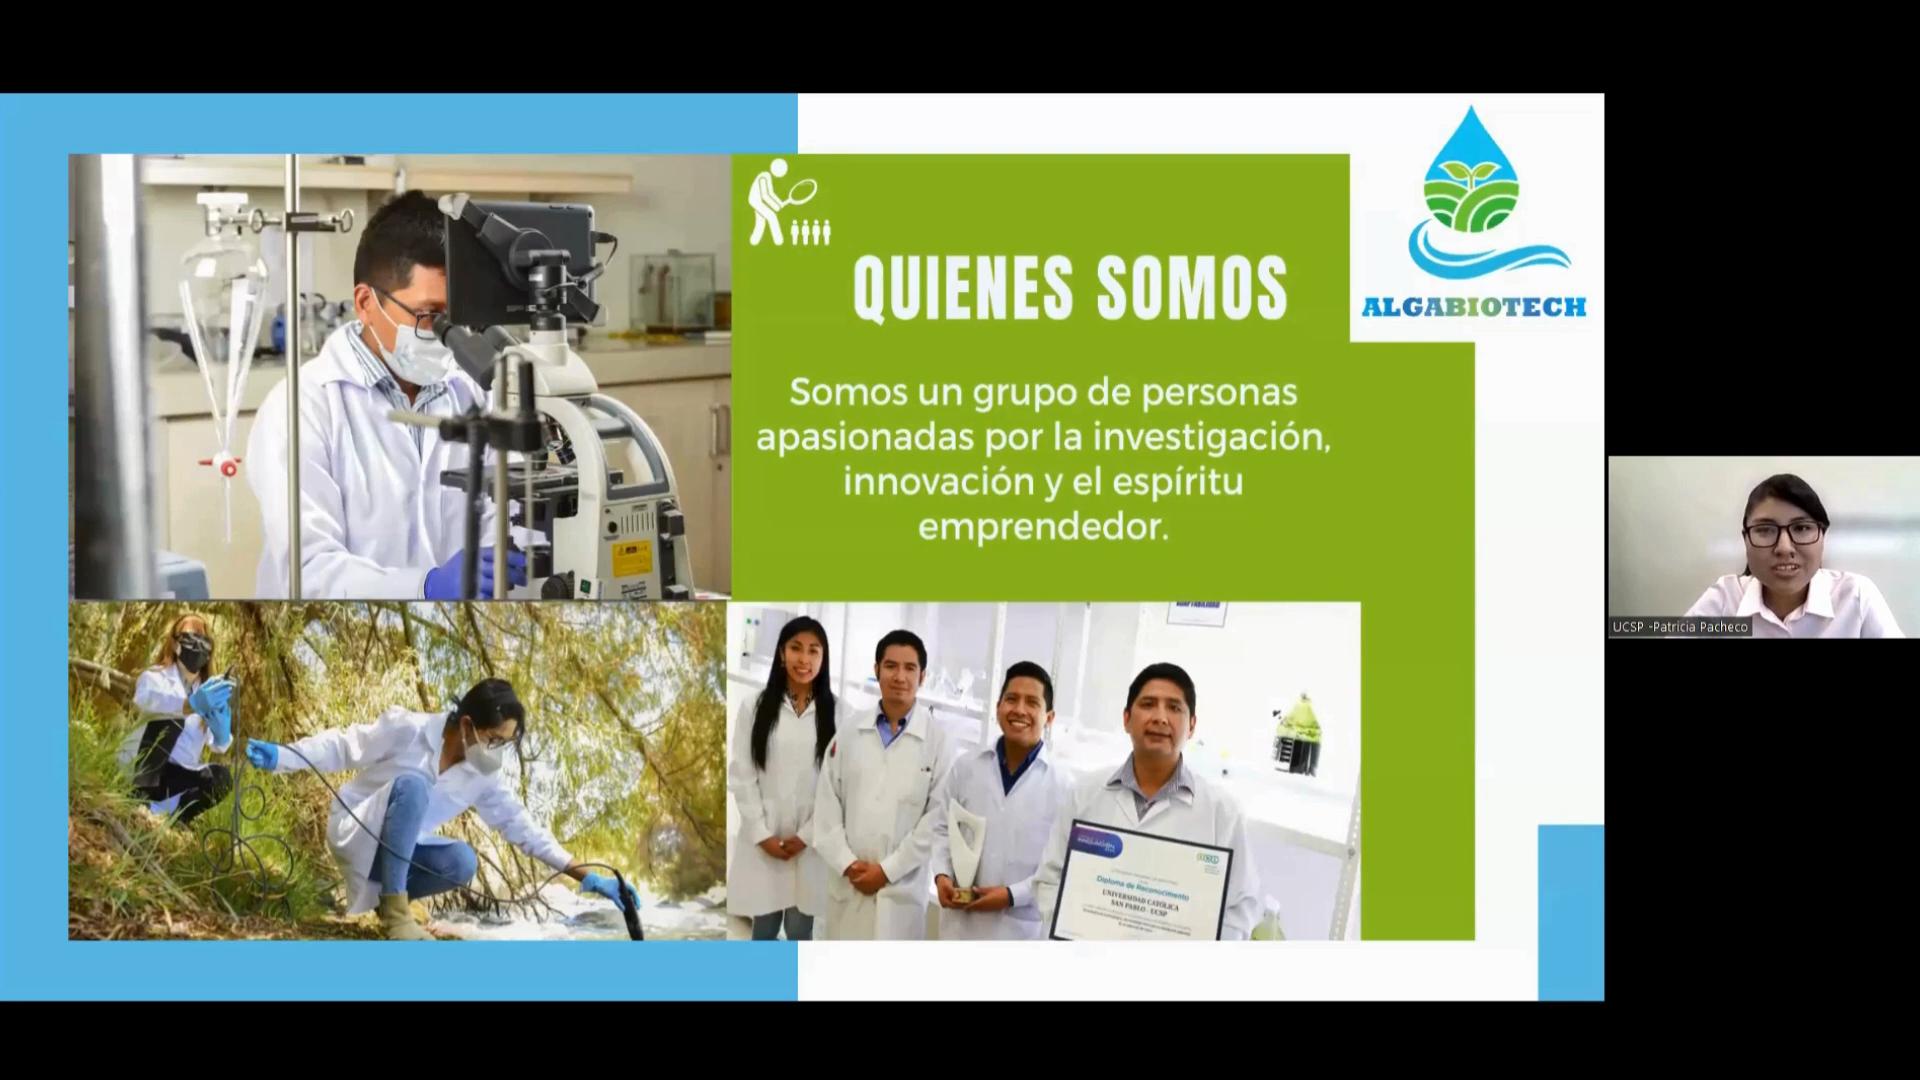 QUIENES SOMOS
ALGABIOTECH
Somos un grupo de personas
apasionadas por la investigación,
innovación y el espíritu
emprendedor.
UCSP -Patricia Pacheco
Diploma de Reconocimiento
UNIVERSIDAD CATÓLICA
SAN PABLO - UCSP